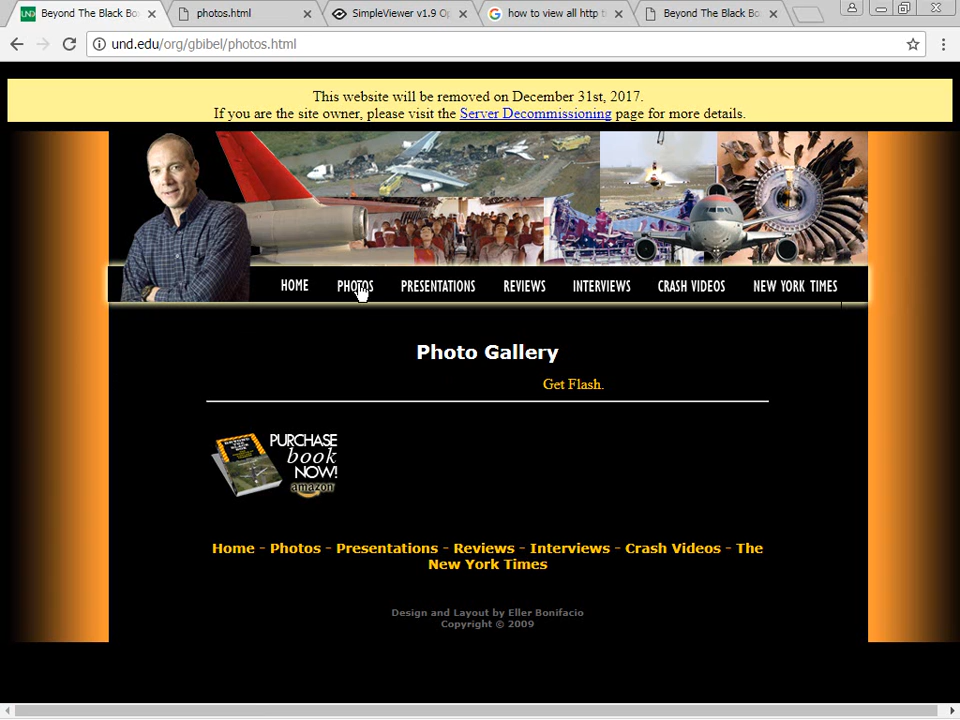 Beyond The Black Bo
photos.html
SimpleViewer v1.9 Op
how to view all http t
Beyond The Black Bo
und.edu/org/gbibel/photos.html
This website will be removed on December 31st, 2017.
If you are the site owner, please visit the Server Decommissioning page for more details.
HOME PHOTOS PRESENTATIONS REVIEWS INTERVIEWS CRASH VIDEOS NEW YORK TIMES
Photo Gallery
Get Flash.
PURCHASE
book
NOW!
amazon
Home - Photos - Presentations - Reviews - Interviews - Crash Videos - The
New York Times
Design and Layout by Eller Bonifacio
Copyright © 2009